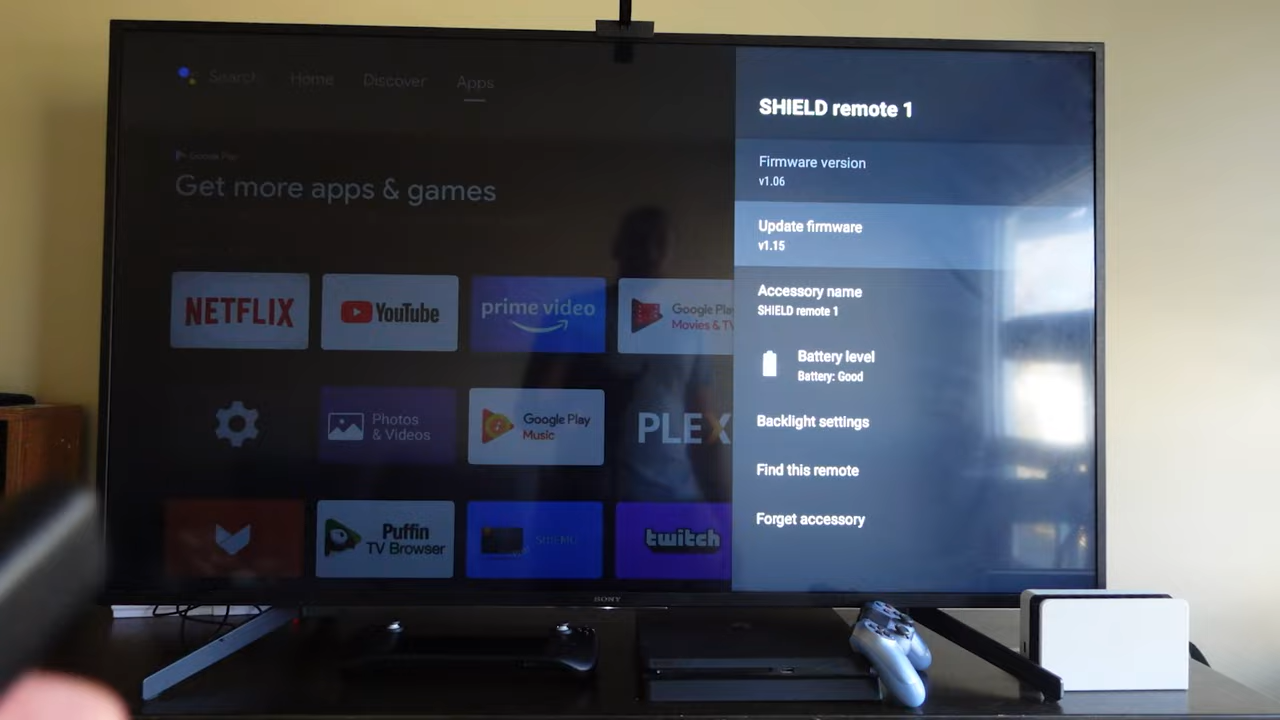 Search Home Discover Apps
Google Play
Get more apps & games
NETFLIX
YouTube
prime video
Google Play
Movies & TV
Photos
& Videos
Google Play
Music
PLEX
Puffin
TV Browser
twitch
SHIELD remote 1
Firmware version
v1.06
Update firmware
v1.15
Accessory name
SHIELD remote 1
Battery level
Battery: Good
Backlight settings
Find this remote
Forget accessory
SONY